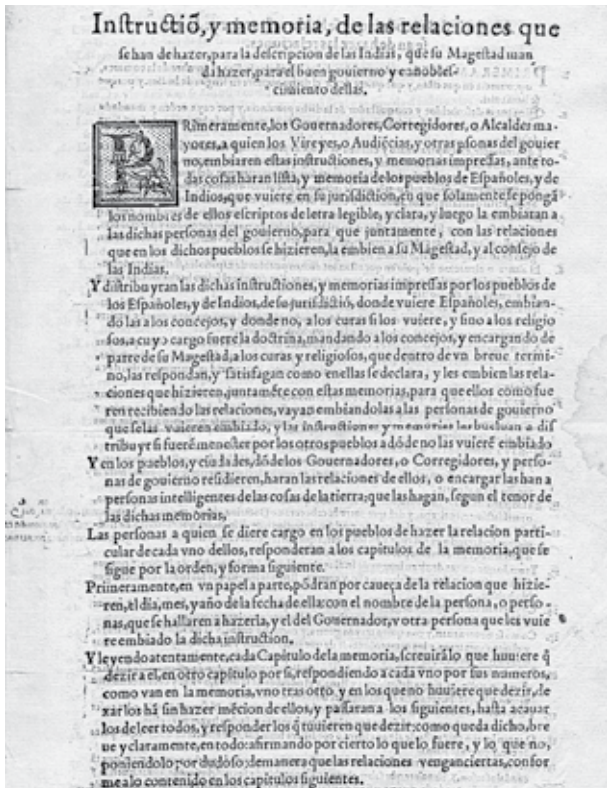 Instructiõ, y memoria, de las relaciones que
se han de hazer, para la descripcion de las Indias, que su Magestad man
da hazer, para el buen gouierno y ennobles-
cimiento dellas.
PRimeramente, los Gouernadores, Corregidores, o Alcaldes ma-
yores, a quien los Vireyes, o Audiẽcias, y otras psonas del gouier
no, embiaren estas instructiones, y memorias impressas, ante to-
das cosas haran lista, y memoria de los pueblos de Españoles, y de
Indios, que vuiere en su jurisdiction, en que solamente se pongã
los nombres de ellos escriptos de letra legible, y clara, y luego la embiaran a
las dichas personas del gouierno, para que juntamente, con las relaciones
que en los dichos pueblos se hizieren, la embien a su Magestad, y al consejo de
las Indias.
Y distribuyran las dichas instructiones, y memorias impressas por los pueblos de
los Españoles, y de Indios, de su jurisdictiõ, donde vuiere Españoles, embian-
do las a los concejos, y donde no, a los curas si los vuiere, y sino a los religio
sos, a cuyo cargo fuere la doctrina, mandando a los concejos, y encargando de
parte de su Magestad, a los curas y religiosos, que dentro de vn breue termi-
no, las respondan, y satisfagan como en ellas se declara, y les embien las rela-
ciones que hizieren, juntamẽte con estas memorias, para que ellos como fue
ren recibiendo las relaciones, vayan embiandolas a las personas de gouierno
que se las vuieren embiado, y las instructiones y memorias las bueluan a dis
tribuyr si fuerẽ menester por los otros pueblos a dõde no las vuierẽ embiado
Y en los pueblos, y ciudades, dõde los Gouernadores, o Corregidores, y perso-
nas de gouierno residieren, haran las relaciones de ellos, o encargar las han a
personas intelligentes de las cosas de la tierra; que las hagan, segun el tenor de
las dichas memorias,
Las personas a quien se diere cargo en los pueblos de hazer la relacion parti-
cular de cada vno dellos, responderan a los capitulos de la memoria, que se
sigue por la orden, y forma siguiente.
Primeramente, en vn papel a parte, põdran por caueça de la relacion que hizie-
ren, el dia, mes, y año de la fecha de ella: con el nombre de la persona, o perso-
nas, que se hallaren a hazerla, y el del Gouernador, v otra persona que les vuie
re embiado la dicha instruction.
Y leyendo atentamente, cada Capitulo de la memoria, screuirã lo que huuiere q̃
dezir a el, en otro capitulo por si, respondiendo a cada vno por sus numeros,
como van en la memoria, vno tras otro, y en los que no huuiere que dezir, de
xarlos hã sin hazer mẽcion de ellos, y passaran a los siguientes, hasta acauar
los de leer todos, y responder los q̃ tuuieren que dezir: como queda dicho, bre
ue y claramente, en todo: afirmando por cierto lo que lo fuere, y lo que no,
poniendolo por dudoso: demanera que las relaciones vengan ciertas, confor
me a lo contenido en los capitulos siguientes.